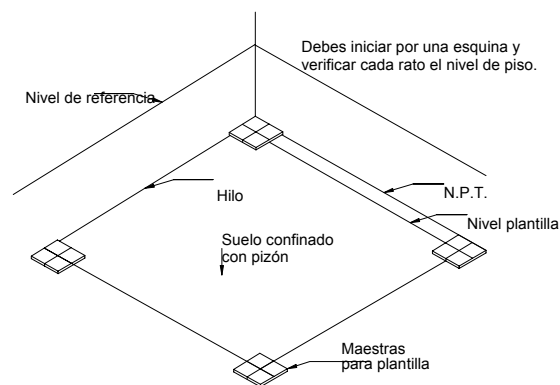 Debes iniciar por una esquina y
verificar cada rato el nivel de piso.
Nivel de referencia
Hilo
N.P.T.
Nivel plantilla
Suelo confinado
con pizón
Maestras
para plantilla